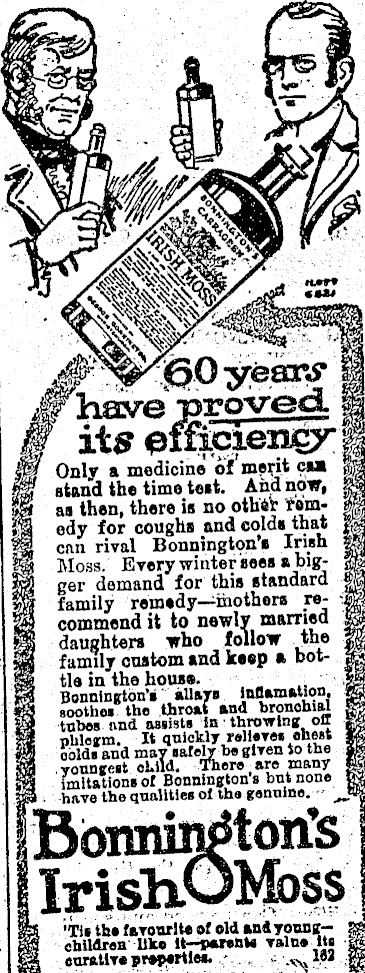 BONNINGTON'S
CARRAGEEN
IRISH MOSS
60 years
have proved
its efficiency
Only a medicine of merit can
stand the time test. And now,
as then, there is no other rem-
edy for coughs and colds that
can rival Bonnington's Irish
Moss. Every winter sees a big-
ger demand for this standard
family remedy—mothers re-
commend it to newly married
daughters who follow the
family custom and keep a bot-
tle in the house.
Bonnington's allays inflamation,
soothes the throat and bronchial
tubes and assists in throwing off
phlegm. It quickly relieves chest
colds and may safely be given to the
youngest child. There are many
imitations of Bonnington's but none
have the qualities of the genuine.
Bonnington's
Irish Moss
'Tis the favourite of old and young—
children like it—parents value its
curative properties. 162